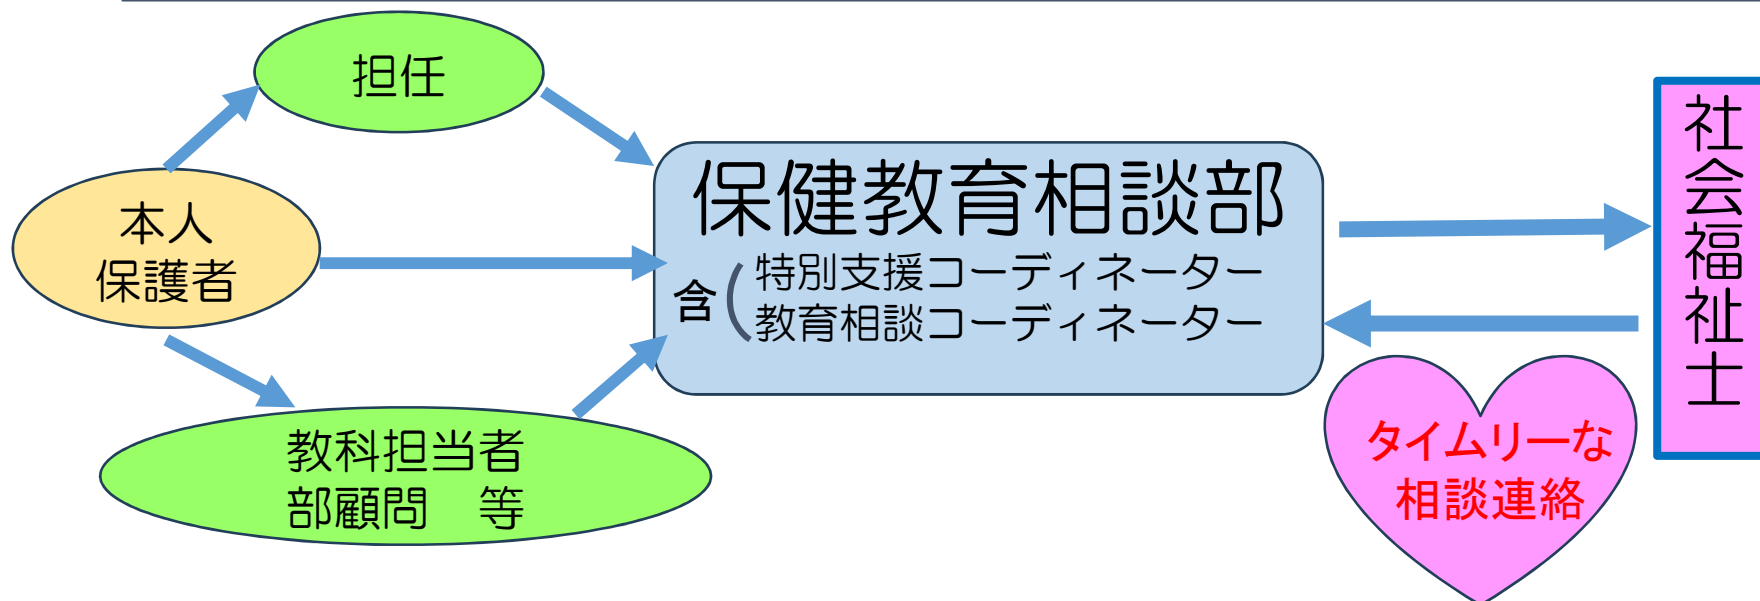 担任
本人
保護者
保健教育相談部
含(特別支援コーディネーター
教育相談コーディネーター
教科担当者
部顧問　等
社会福祉士
タイムリーな
相談連絡